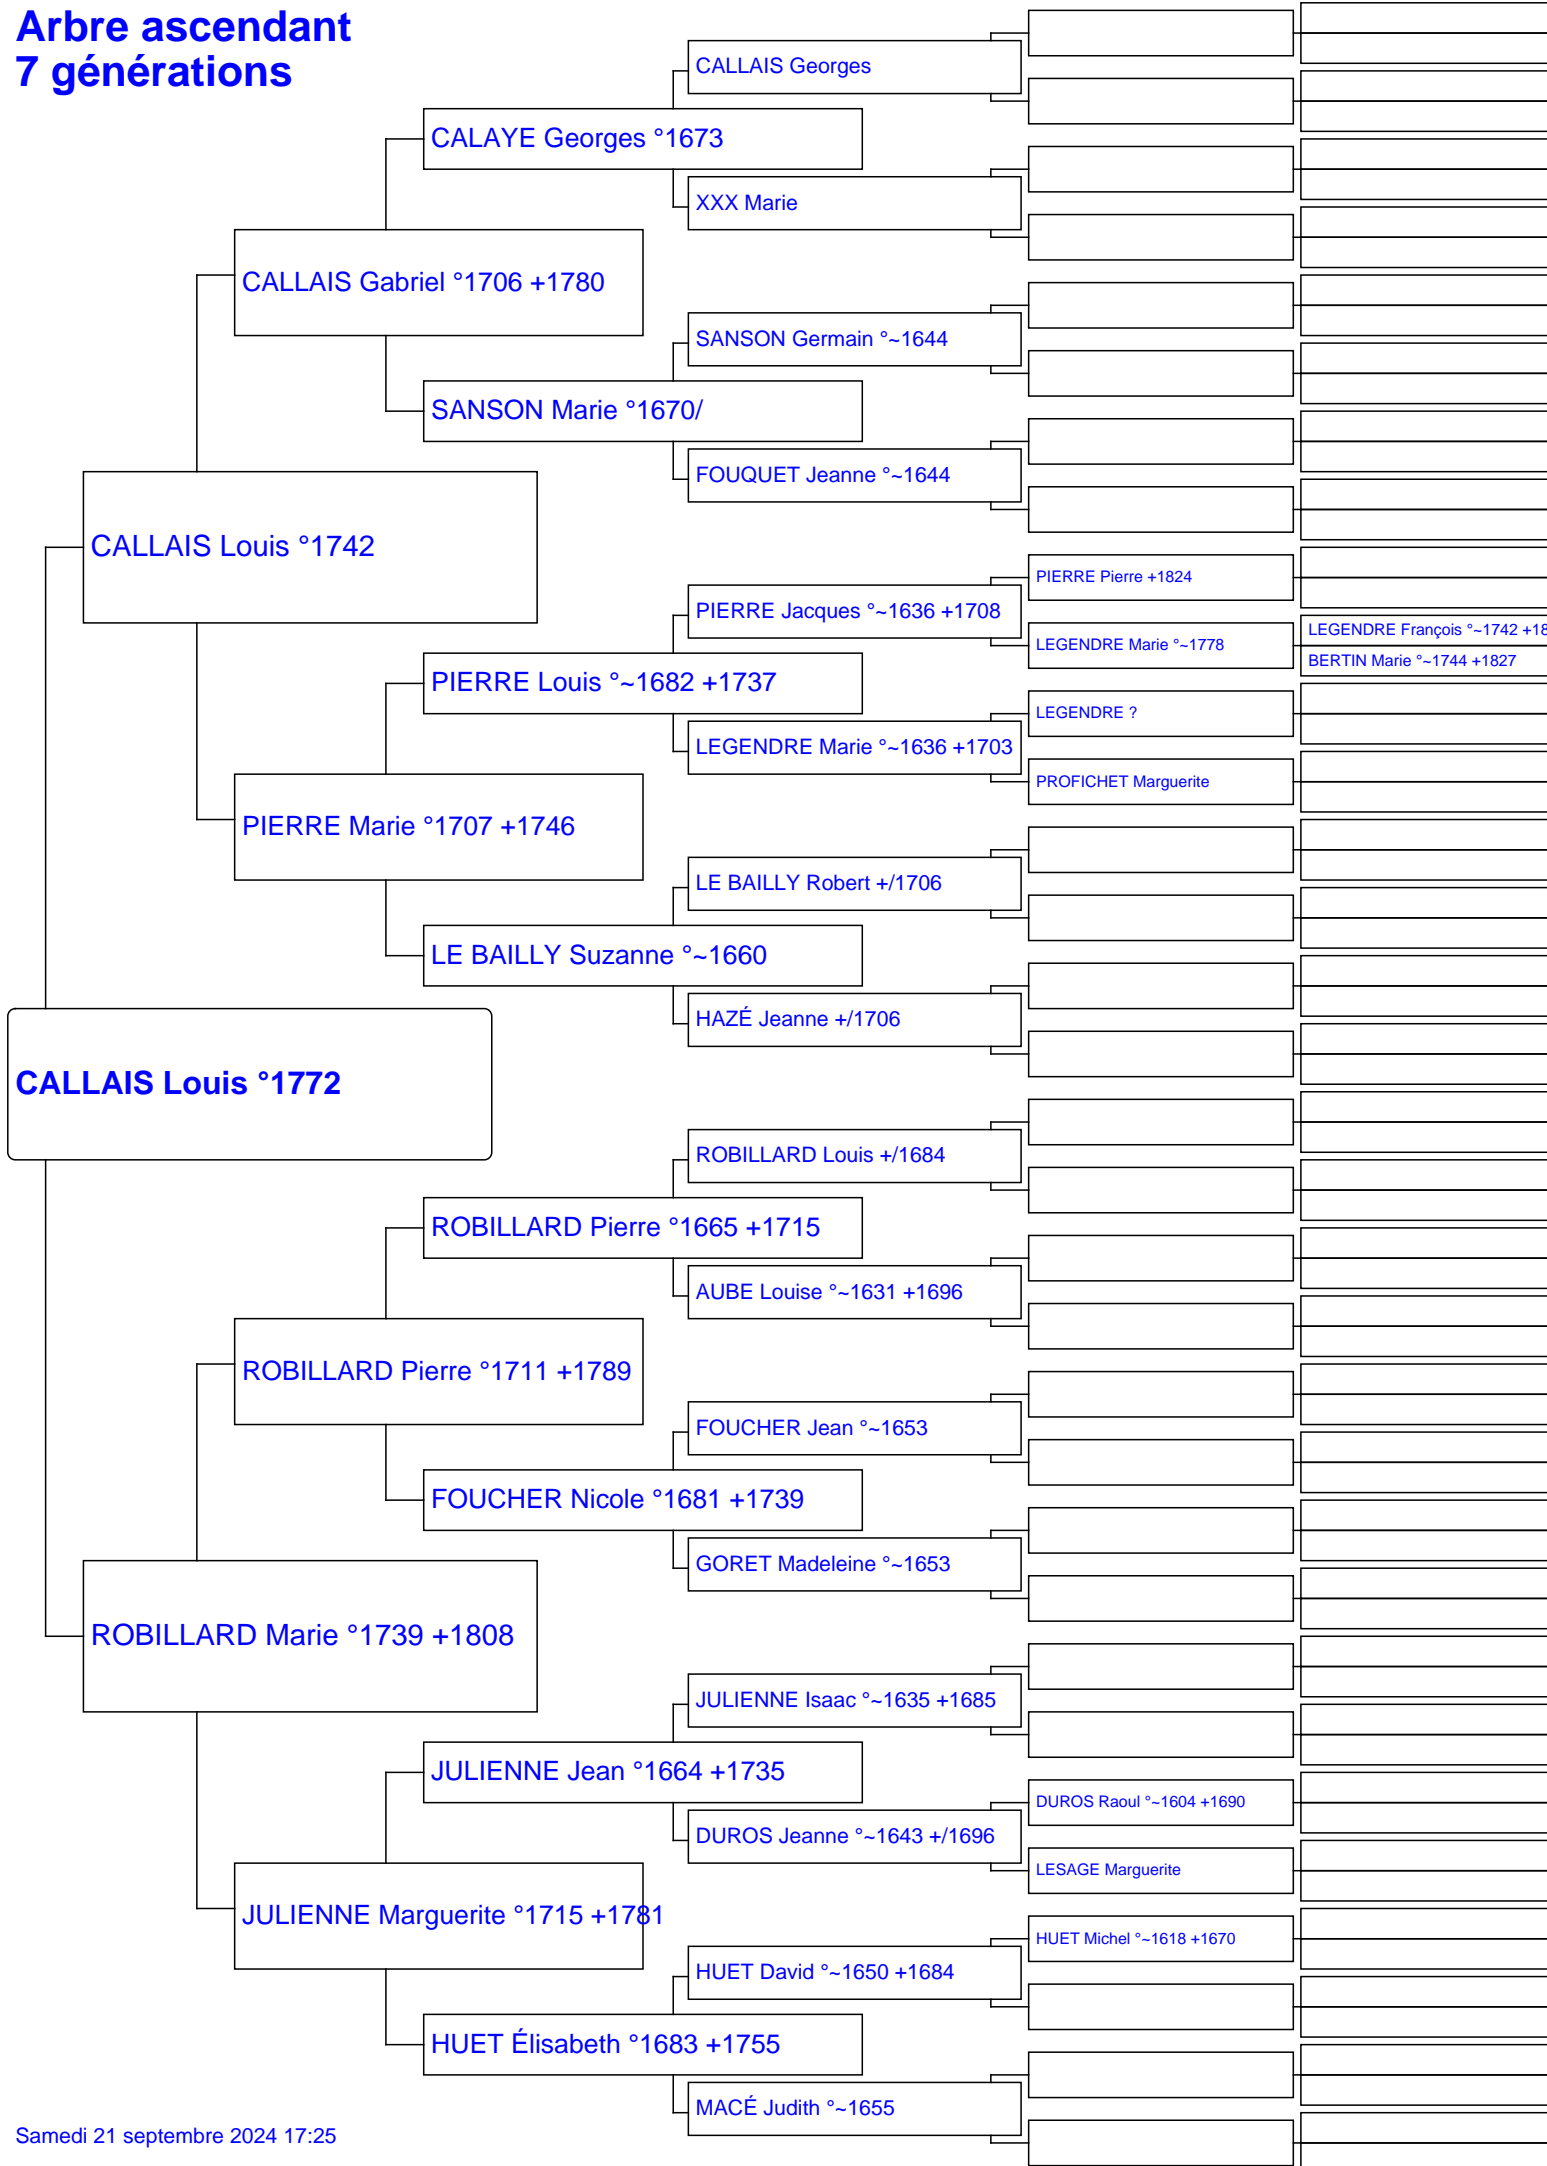 Arbre ascendant
7 générations
CALLAIS Georges
CALAYE Georges °1673
XXX Marie
CALLAIS Gabriel °1706 +1780
SANSON Germain °~1644
SANSON Marie °1670/
FOUQUET Jeanne °~1644
CALLAIS Louis °1742
PIERRE Pierre +1824
PIERRE Jacques °~1636 +1708
LEGENDRE François °~1742 +18
LEGENDRE Marie °~1778
BERTIN Marie °~1744 +1827
PIERRE Louis °~1682 +1737
LEGENDRE ?
LEGENDRE Marie °~1636 +1703
PROFICHET Marguerite
PIERRE Marie °1707 +1746
LE BAILLY Robert +/1706
LE BAILLY Suzanne °~1660
HAZÉ Jeanne +/1706
CALLAIS Louis °1772
ROBILLARD Louis +/1684
ROBILLARD Pierre °1665 +1715
AUBE Louise °~1631 +1696
ROBILLARD Pierre °1711 +1789
FOUCHER Jean °~1653
FOUCHER Nicole °1681 +1739
GORET Madeleine °~1653
ROBILLARD Marie °1739 +1808
JULIENNE Isaac °~1635 +1685
JULIENNE Jean °1664 +1735
DUROS Raoul °~1604 +1690
DUROS Jeanne °~1643 +/1696
LESAGE Marguerite
JULIENNE Marguerite °1715 +1781
HUET Michel °~1618 +1670
HUET David °~1650 +1684
HUET Élisabeth °1683 +1755
MACÉ Judith °~1655
Samedi 21 septembre 2024 17:25